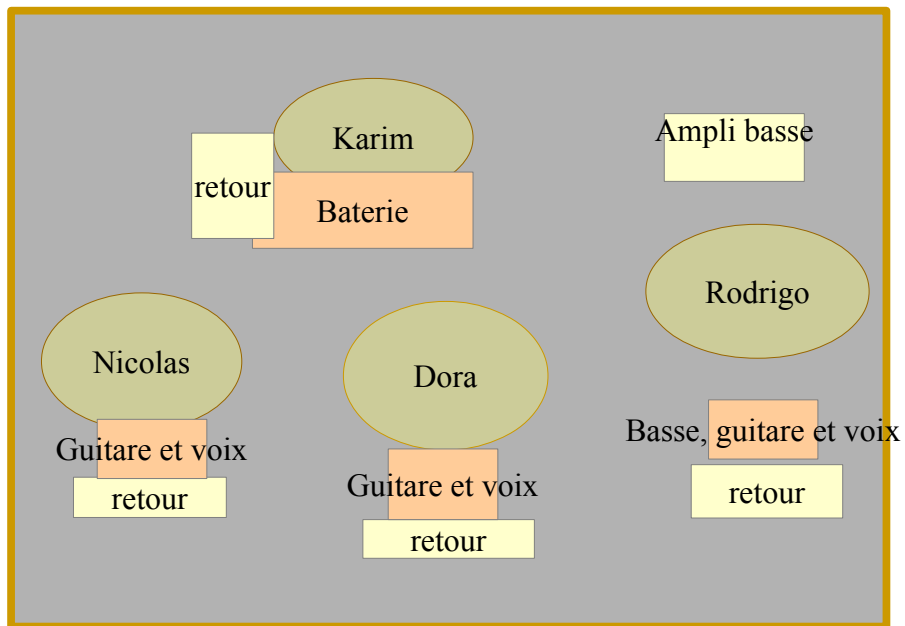 Karim
Ampli basse
retour
Baterie
Rodrigo
Nicolas
Dora
Guitare et voix
retour
Guitare et voix
retour
Basse, guitare et voix
retour